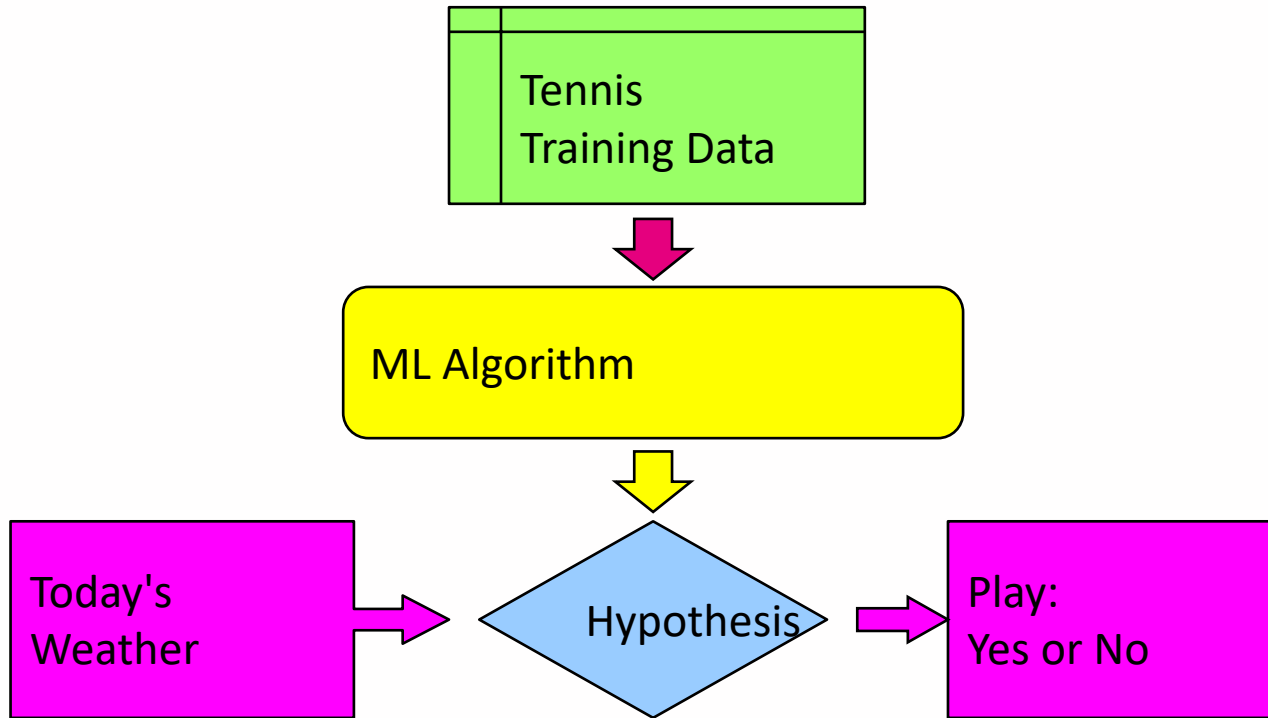 Tennis
Training Data
ML Algorithm
Today's
Weather
Hypothesis
Play:
Yes or No